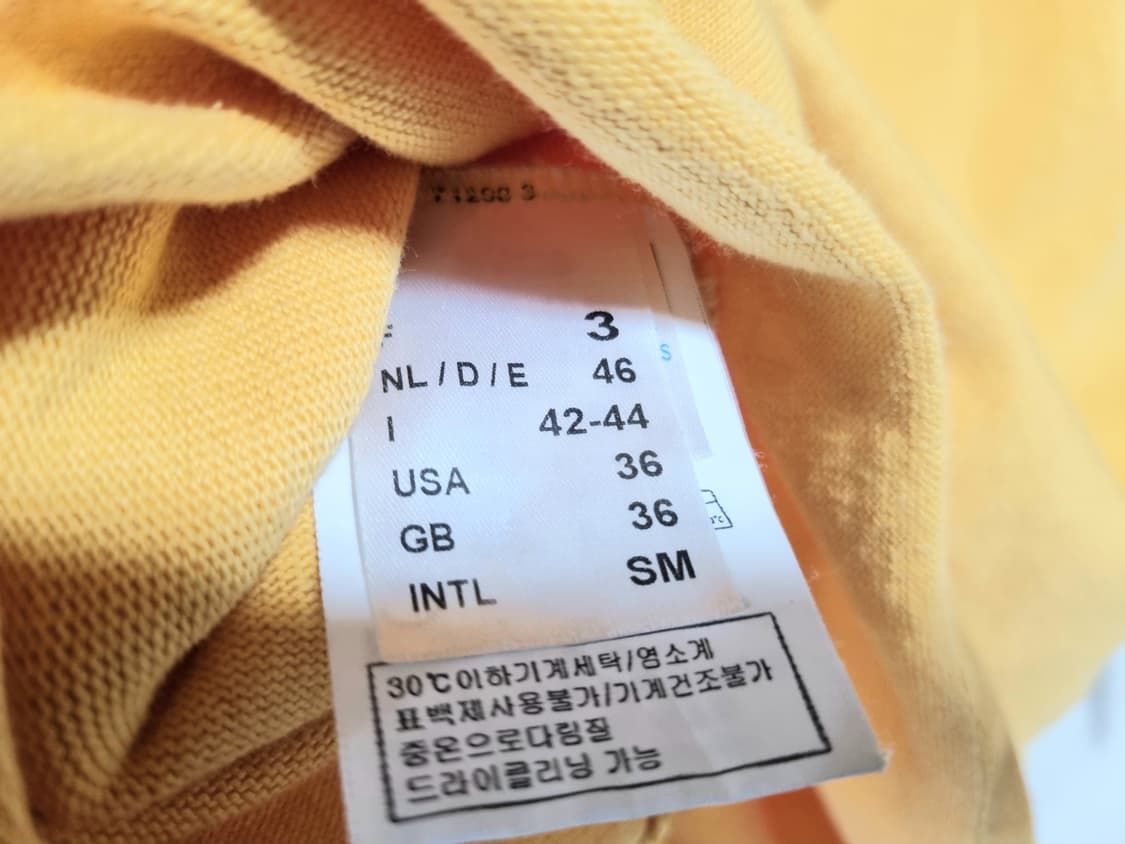 3
NL / D / E 46
I 42-44
USA 36
GB 36
INTL SM
S
30℃이하기계세탁/염소계
표백제사용불가/기계건조불가
중온으로다림질
드라이클리닝 가능